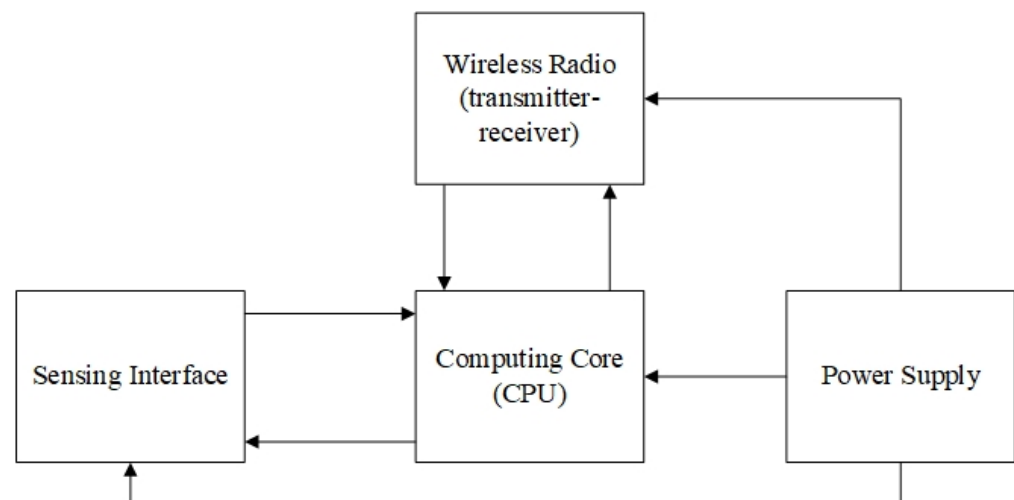 Wireless Radio
(transmitter-
receiver)
Sensing Interface
Computing Core
(CPU)
Power Supply